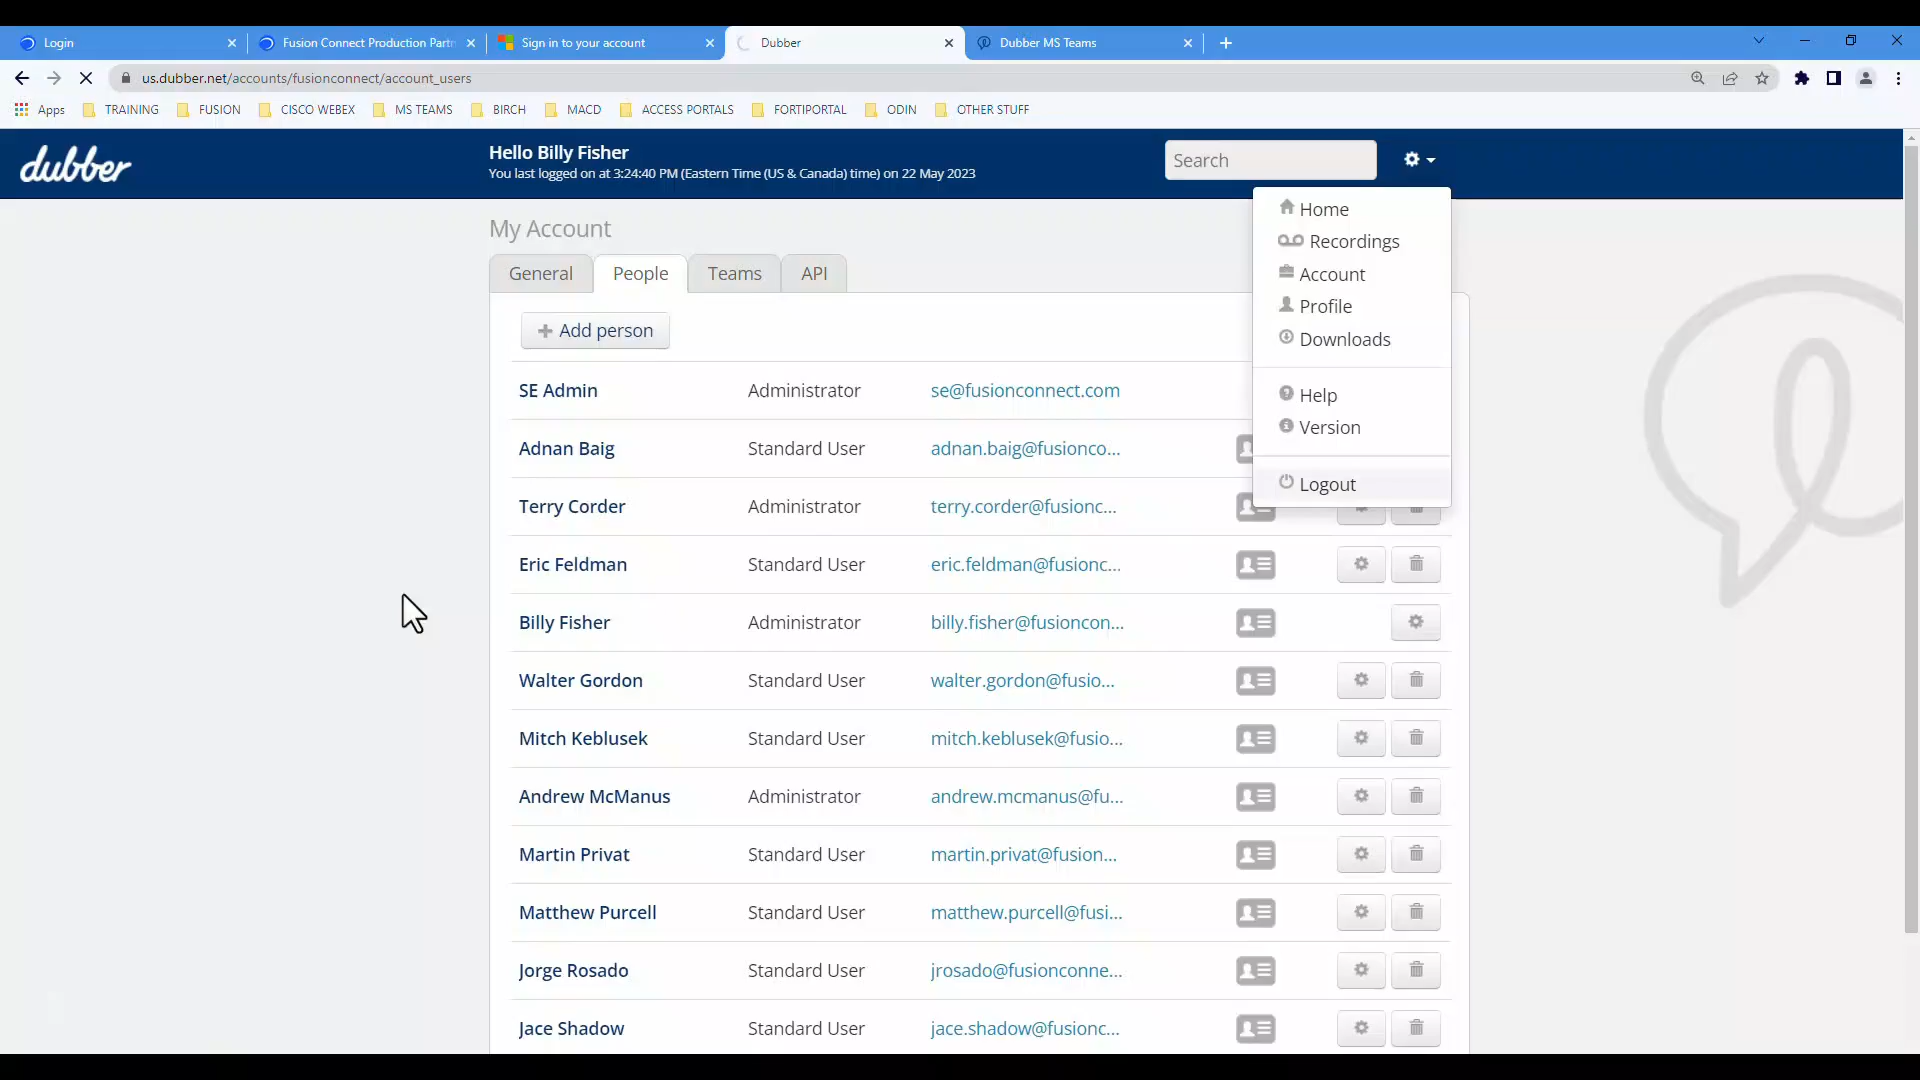 Login
Fusion Connect Production Partn
Sign in to your account
Dubber
Dubber MS Teams
us.dubber.net/accounts/fusionconnect/account_users
Apps
TRAINING
FUSION
CISCO WEBEX
MS TEAMS
BIRCH
MACD
ACCESS PORTALS
FORTIPORTAL
ODIN
OTHER STUFF
dubber
Hello Billy Fisher
You last logged on at 3:24:40 PM (Eastern Time (US & Canada) time) on 22 May 2023
Search
Home
Recordings
Account
Profile
Downloads
Help
Version
Logout
My Account
General
People
Teams
API
Add person
SE Admin Administrator se@fusionconnect.com
Adnan Baig Standard User adnan.baig@fusionco...
Terry Corder Administrator terry.corder@fusionc...
Eric Feldman Standard User eric.feldman@fusionc...
Billy Fisher Administrator billy.fisher@fusioncon...
Walter Gordon Standard User walter.gordon@fusio...
Mitch Keblusek Standard User mitch.keblusek@fusio...
Andrew McManus Administrator andrew.mcmanus@fu...
Martin Privat Standard User martin.privat@fusion...
Matthew Purcell Standard User matthew.purcell@fusi...
Jorge Rosado Standard User jrosado@fusionconne...
Jace Shadow Standard User jace.shadow@fusionc...